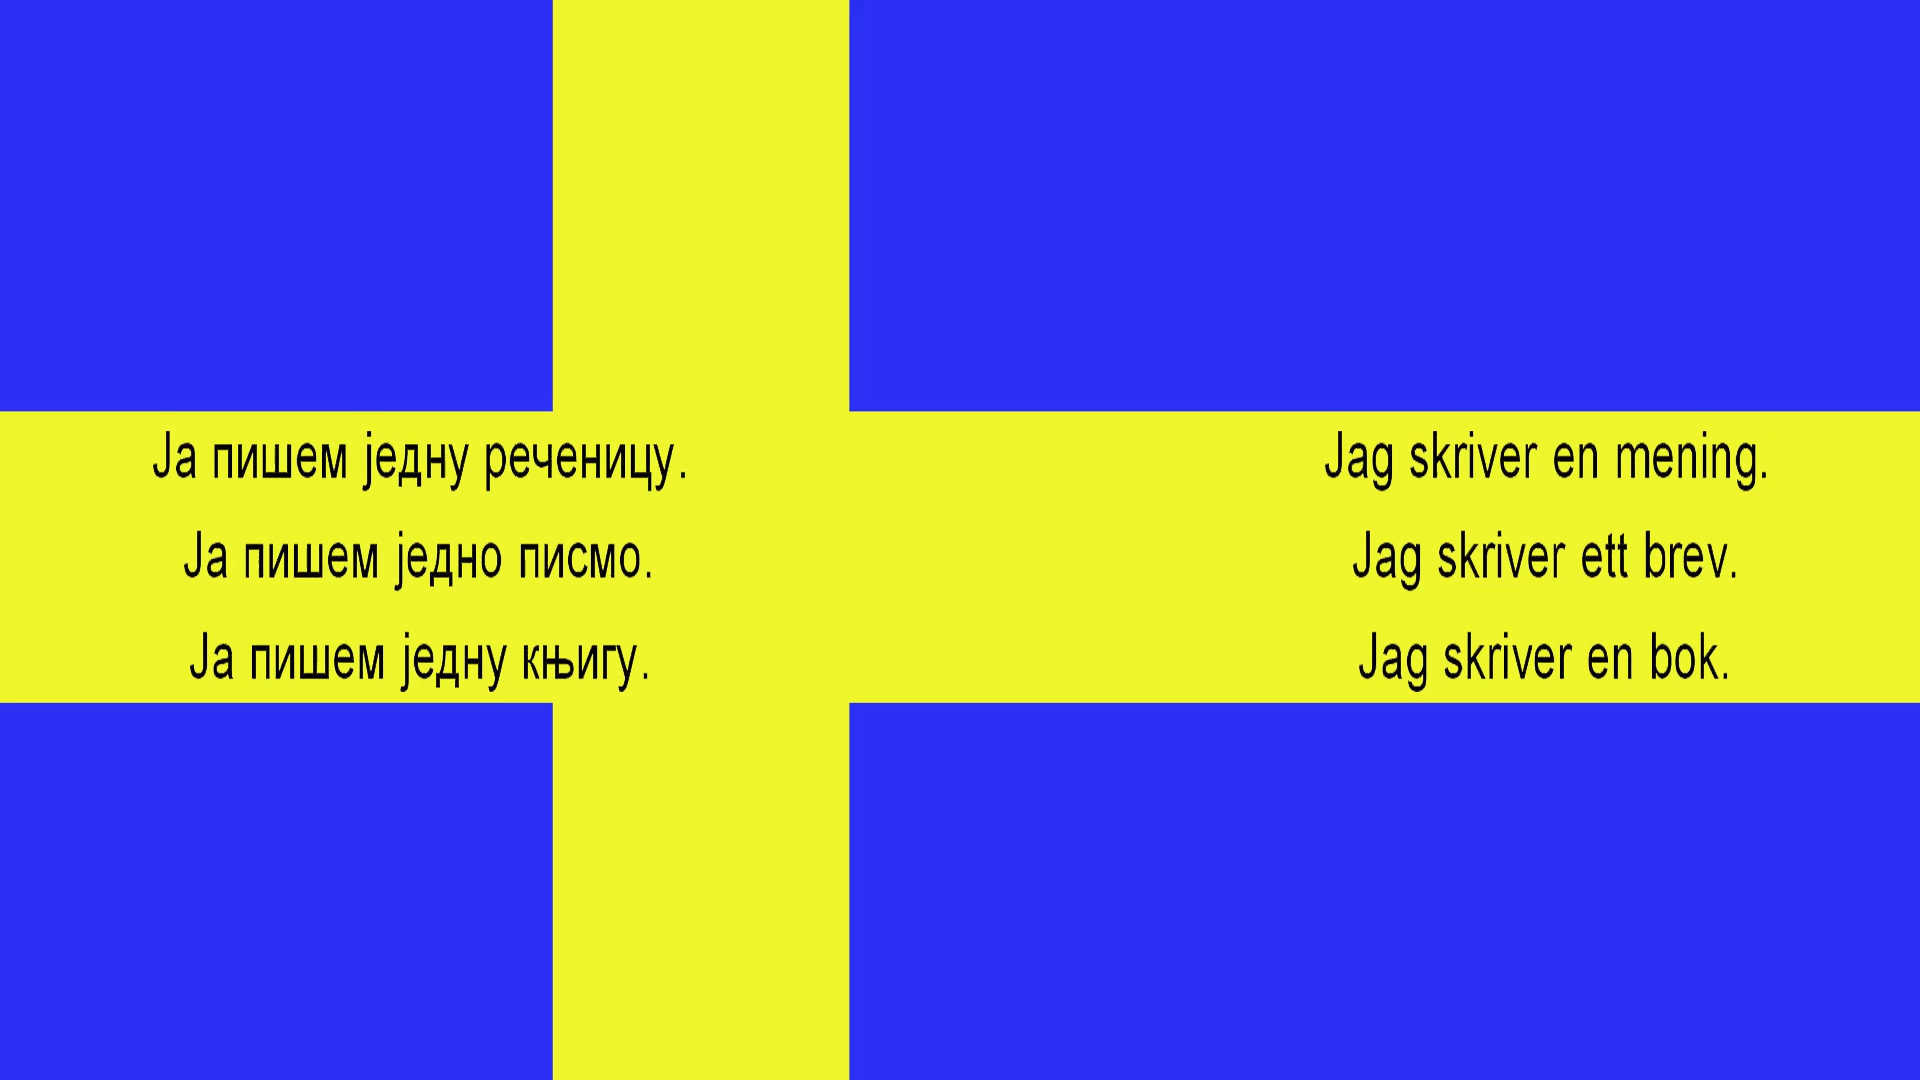 Ја пишем једну реченицу.
Jag skriver en mening.
Ја пишем једно писмо.
Jag skriver ett brev.
Ја пишем једну књигу.
Jag skriver en bok.